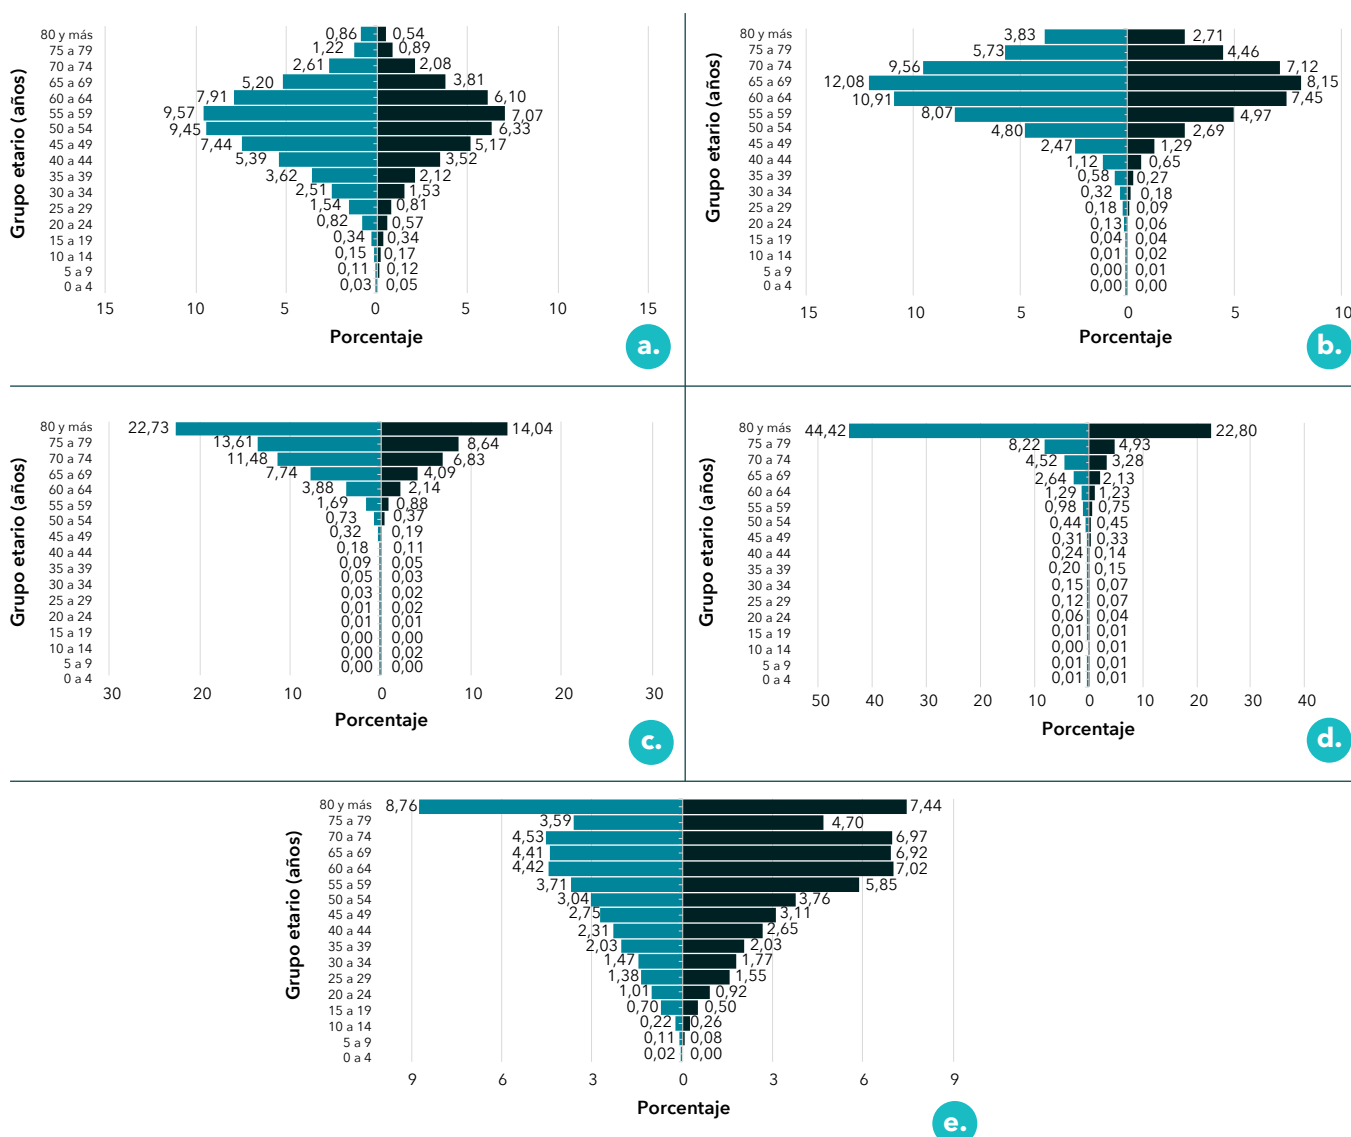 Grupo etario (años)
80 y más 0,86 0,54
75 a 79 1,22 0,89
70 a 74 2,61 2,08
65 a 69 5,20 3,81
60 a 64 7,91 6,10
55 a 59 9,57 7,07
50 a 54 9,45 6,33
45 a 49 7,44 5,17
40 a 44 5,39 3,52
35 a 39 3,62 2,12
30 a 34 2,51 1,53
25 a 29 1,54 0,81
20 a 24 0,82 0,57
15 a 19 0,34 0,34
10 a 14 0,15 0,17
5 a 9 0,11 0,12
0 a 4 0,03 0,05
15 10 5 0 5 10 15
Porcentaje
a.
Grupo etario (años)
80 y más 3,83 2,71
75 a 79 5,73 4,46
70 a 74 9,56 7,12
65 a 69 12,08 8,15
60 a 64 10,91 7,45
55 a 59 8,07 4,97
50 a 54 4,80 2,69
45 a 49 2,47 1,29
40 a 44 1,12 0,65
35 a 39 0,58 0,27
30 a 34 0,32 0,18
25 a 29 0,18 0,09
20 a 24 0,13 0,06
15 a 19 0,04 0,04
10 a 14 0,01 0,02
5 a 9 0,00 0,01
0 a 4 0,00 0,00
15 10 5 0 5 10
Porcentaje
b.
Grupo etario (años)
80 y más 22,73 14,04
75 a 79 13,61 8,64
70 a 74 11,48 6,83
65 a 69 7,74 4,09
60 a 64 3,88 2,14
55 a 59 1,69 0,88
50 a 54 0,73 0,37
45 a 49 0,32 0,19
40 a 44 0,18 0,11
35 a 39 0,09 0,05
30 a 34 0,05 0,03
25 a 29 0,03 0,02
20 a 24 0,01 0,02
15 a 19 0,01 0,01
10 a 14 0,00 0,00
5 a 9 0,00 0,02
0 a 4 0,00 0,00
30 20 10 0 10 20 30
Porcentaje
c.
Grupo etario (años)
80 y más 44,42 22,80
75 a 79 8,22 4,93
70 a 74 4,52 3,28
65 a 69 2,64 2,13
60 a 64 1,29 1,23
55 a 59 0,98 0,75
50 a 54 0,44 0,45
45 a 49 0,31 0,33
40 a 44 0,24 0,14
35 a 39 0,20 0,15
30 a 34 0,15 0,07
25 a 29 0,12 0,07
20 a 24 0,06 0,04
15 a 19 0,01 0,01
10 a 14 0,00 0,01
5 a 9 0,01 0,01
0 a 4 0,01 0,01
50 40 30 20 10 0 10 20 30 40
Porcentaje
d.
Grupo etario (años)
80 y más 8,76 7,44
75 a 79 3,59 4,70
70 a 74 4,53 6,97
65 a 69 4,41 6,92
60 a 64 4,42 7,02
55 a 59 3,71 5,85
50 a 54 3,04 3,76
45 a 49 2,75 3,11
40 a 44 2,31 2,65
35 a 39 2,03 2,03
30 a 34 1,47 1,77
25 a 29 1,38 1,55
20 a 24 1,01 0,92
15 a 19 0,70 0,50
10 a 14 0,22 0,26
5 a 9 0,11 0,08
0 a 4 0,02 0,00
9 6 3 0 3 6 9
Porcentaje
e.